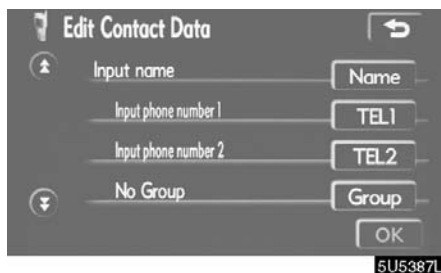 Edit Contact Data
Input name Name
Input phone number 1 TEL1
Input phone number 2 TEL2
No Group Group
OK
5U5387L